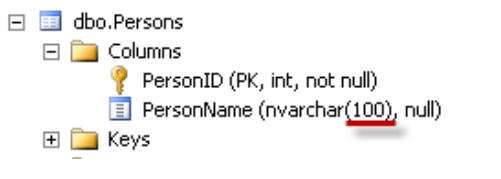 dbo.Persons
Columns
PersonID (PK, int, not null)
PersonName (nvarchar(100), null)
Keys